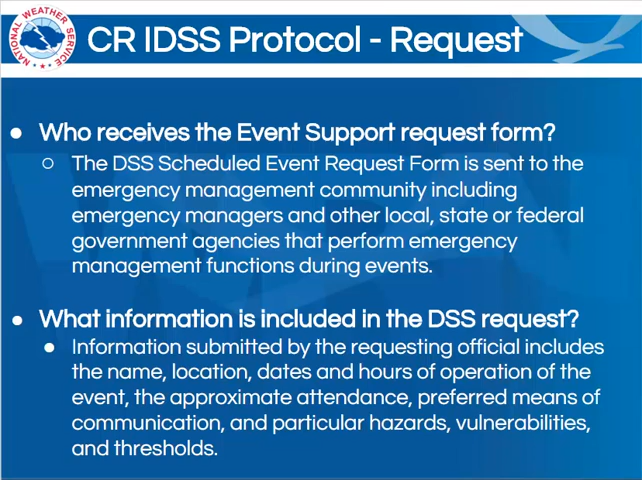 NATIONAL WEATHER SERVICE
CR IDSS Protocol - Request
● Who receives the Event Support request form?
○ The DSS Scheduled Event Request Form is sent to the
emergency management community including
emergency managers and other local, state or federal
government agencies that perform emergency
management functions during events.
● What information is included in the DSS request?
● Information submitted by the requesting official includes
the name, location, dates and hours of operation of the
event, the approximate attendance, preferred means of
communication, and particular hazards, vulnerabilities,
and thresholds.